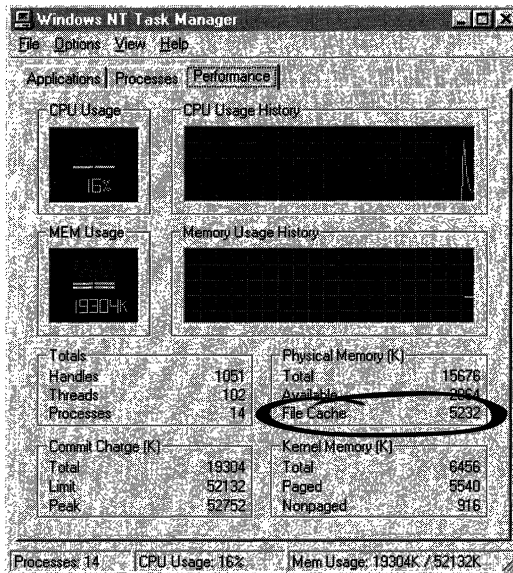 Windows NT Task Manager
File Options View Help
Applications Processes Performance
CPU Usage CPU Usage History
16%
MEM Usage Memory Usage History
19304K
Totals Physical Memory (K)
Handles 1051 Total 15676
Threads 102 Available 2064
Processes 14 File Cache 5232
Commit Charge (K) Kernel Memory (K)
Total 19304 Total 6456
Limit 52132 Paged 5540
Peak 52752 Nonpaged 916
Processes: 14 CPU Usage: 16% Mem Usage: 19304K / 52132K